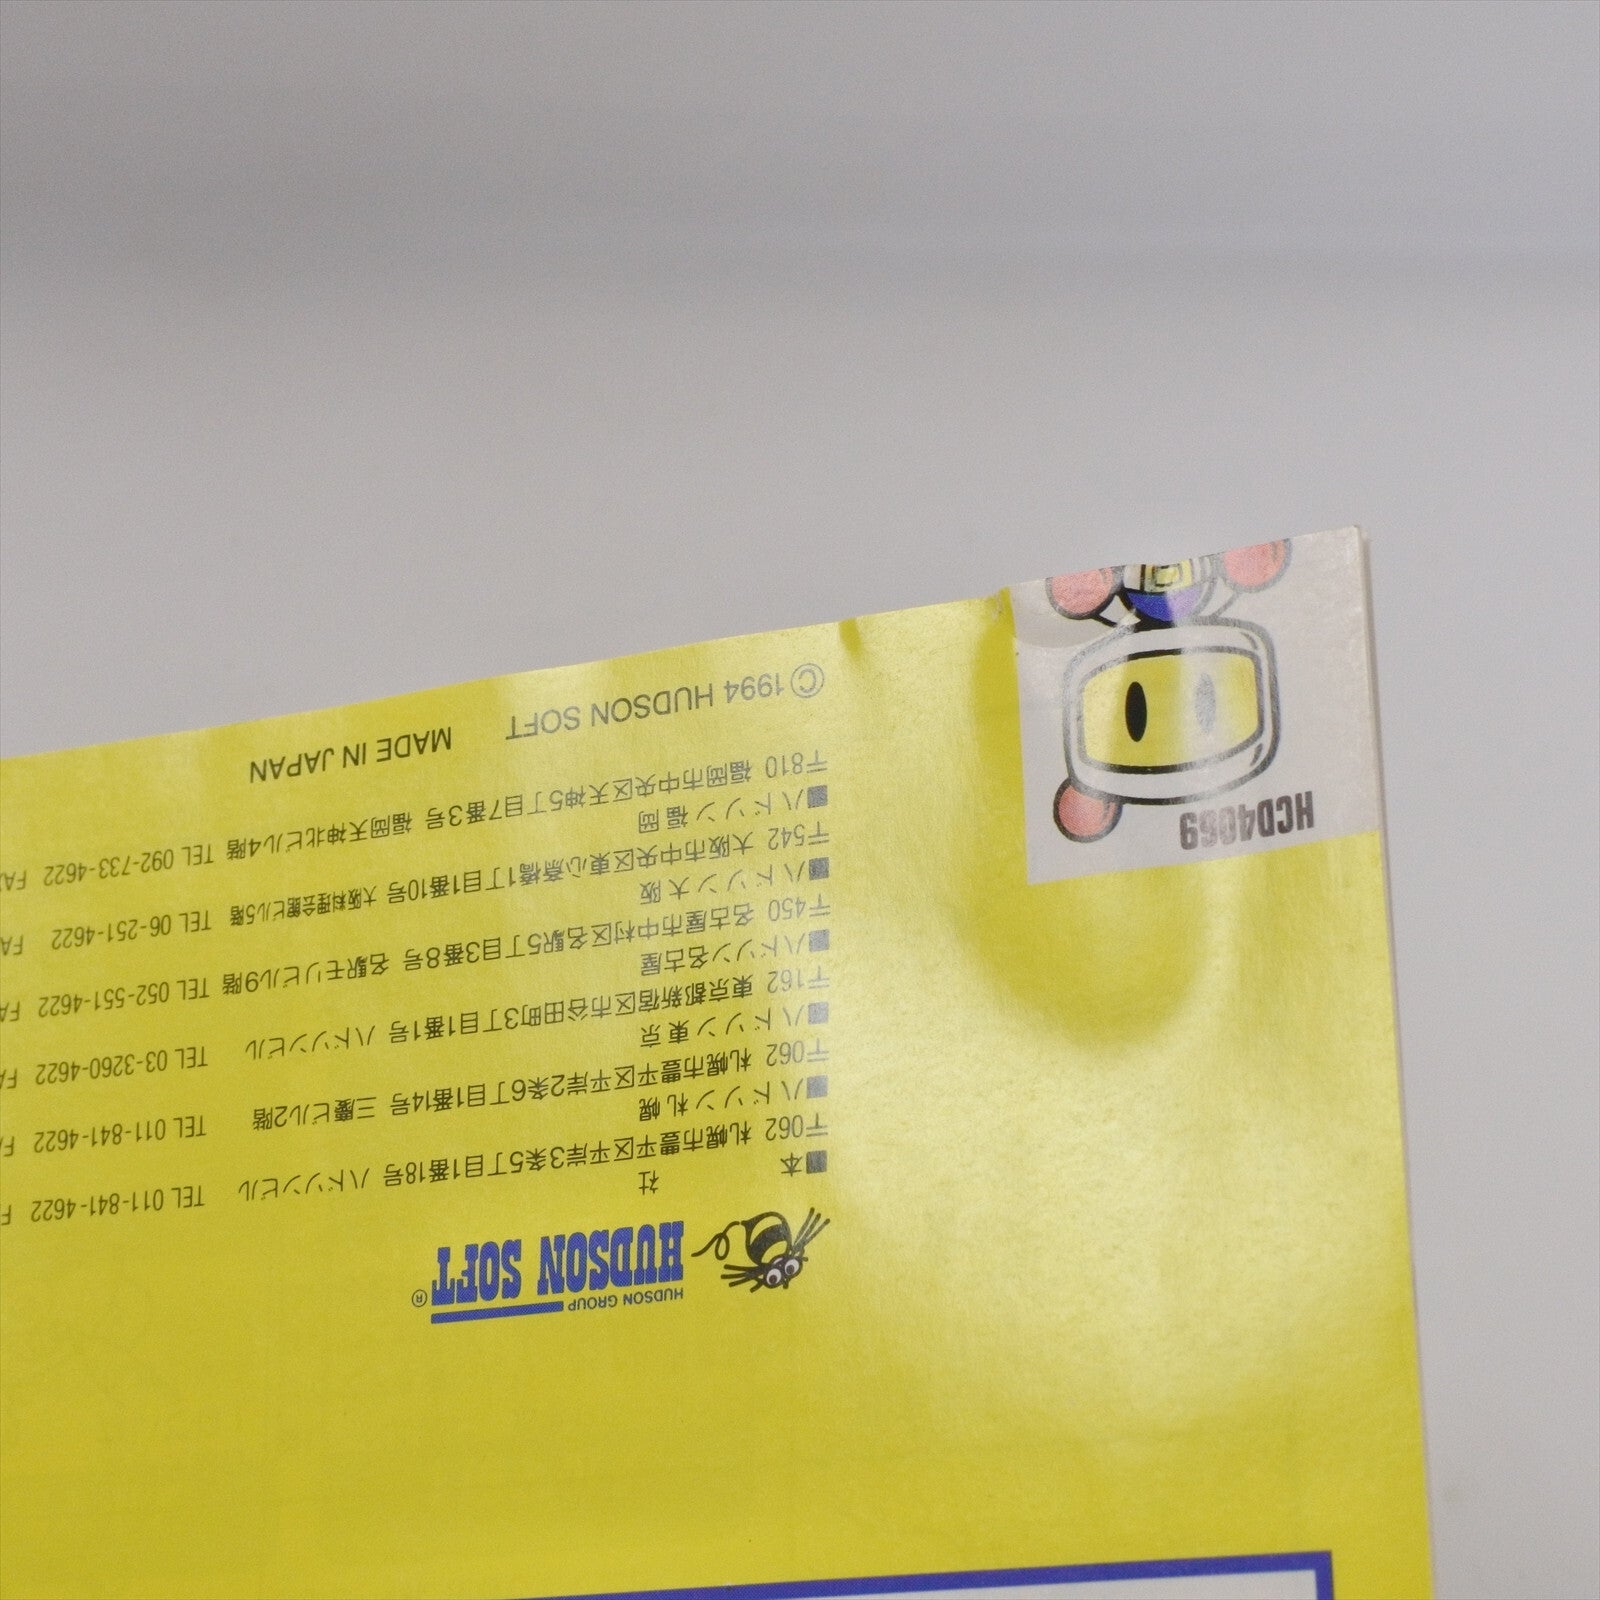 HCD4069
HUDSON GROUP
HUDSON SOFT®
■本社
〒062 札幌市豊平区平岸3条5丁目1番18号 ハドソンビル TEL 011-841-4622 F
■ハドソン札幌
〒062 札幌市豊平区平岸2条6丁目1番14号 三慶ビル2階 TEL 011-841-4622 F
■ハドソン東京
〒162 東京都新宿区市谷田町3丁目1番1号 ハドソンビル TEL 03-3260-4622 FA
■ハドソン名古屋
〒450 名古屋市中村区名駅5丁目3番8号 名駅モリビル9階 TEL 052-551-4622 FA
■ハドソン大阪
〒542 大阪市中央区東心斎橋1丁目1番10号 大阪料理会館ビル5階 TEL 06-251-4622 FA
■ハドソン福岡
〒810 福岡市中央区天神5丁目7番3号 福岡天神北ビル4階 TEL 092-733-4622 FA
©1994 HUDSON SOFT MADE IN JAPAN